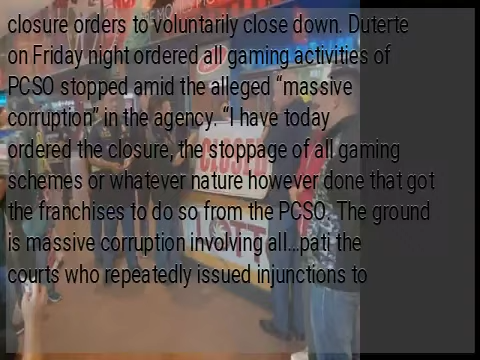 closure orders to voluntarily close down. Duterte
on Friday night ordered all gaming activities of
PCSO stopped amid the alleged “massive
corruption” in the agency. “I have today
ordered the closure, the stoppage of all gaming
schemes or whatever nature however done that got
the franchises to do so from the PCSO. The ground
is massive corruption involving all…pati the
courts who repeatedly issued injunctions to
CLOSED